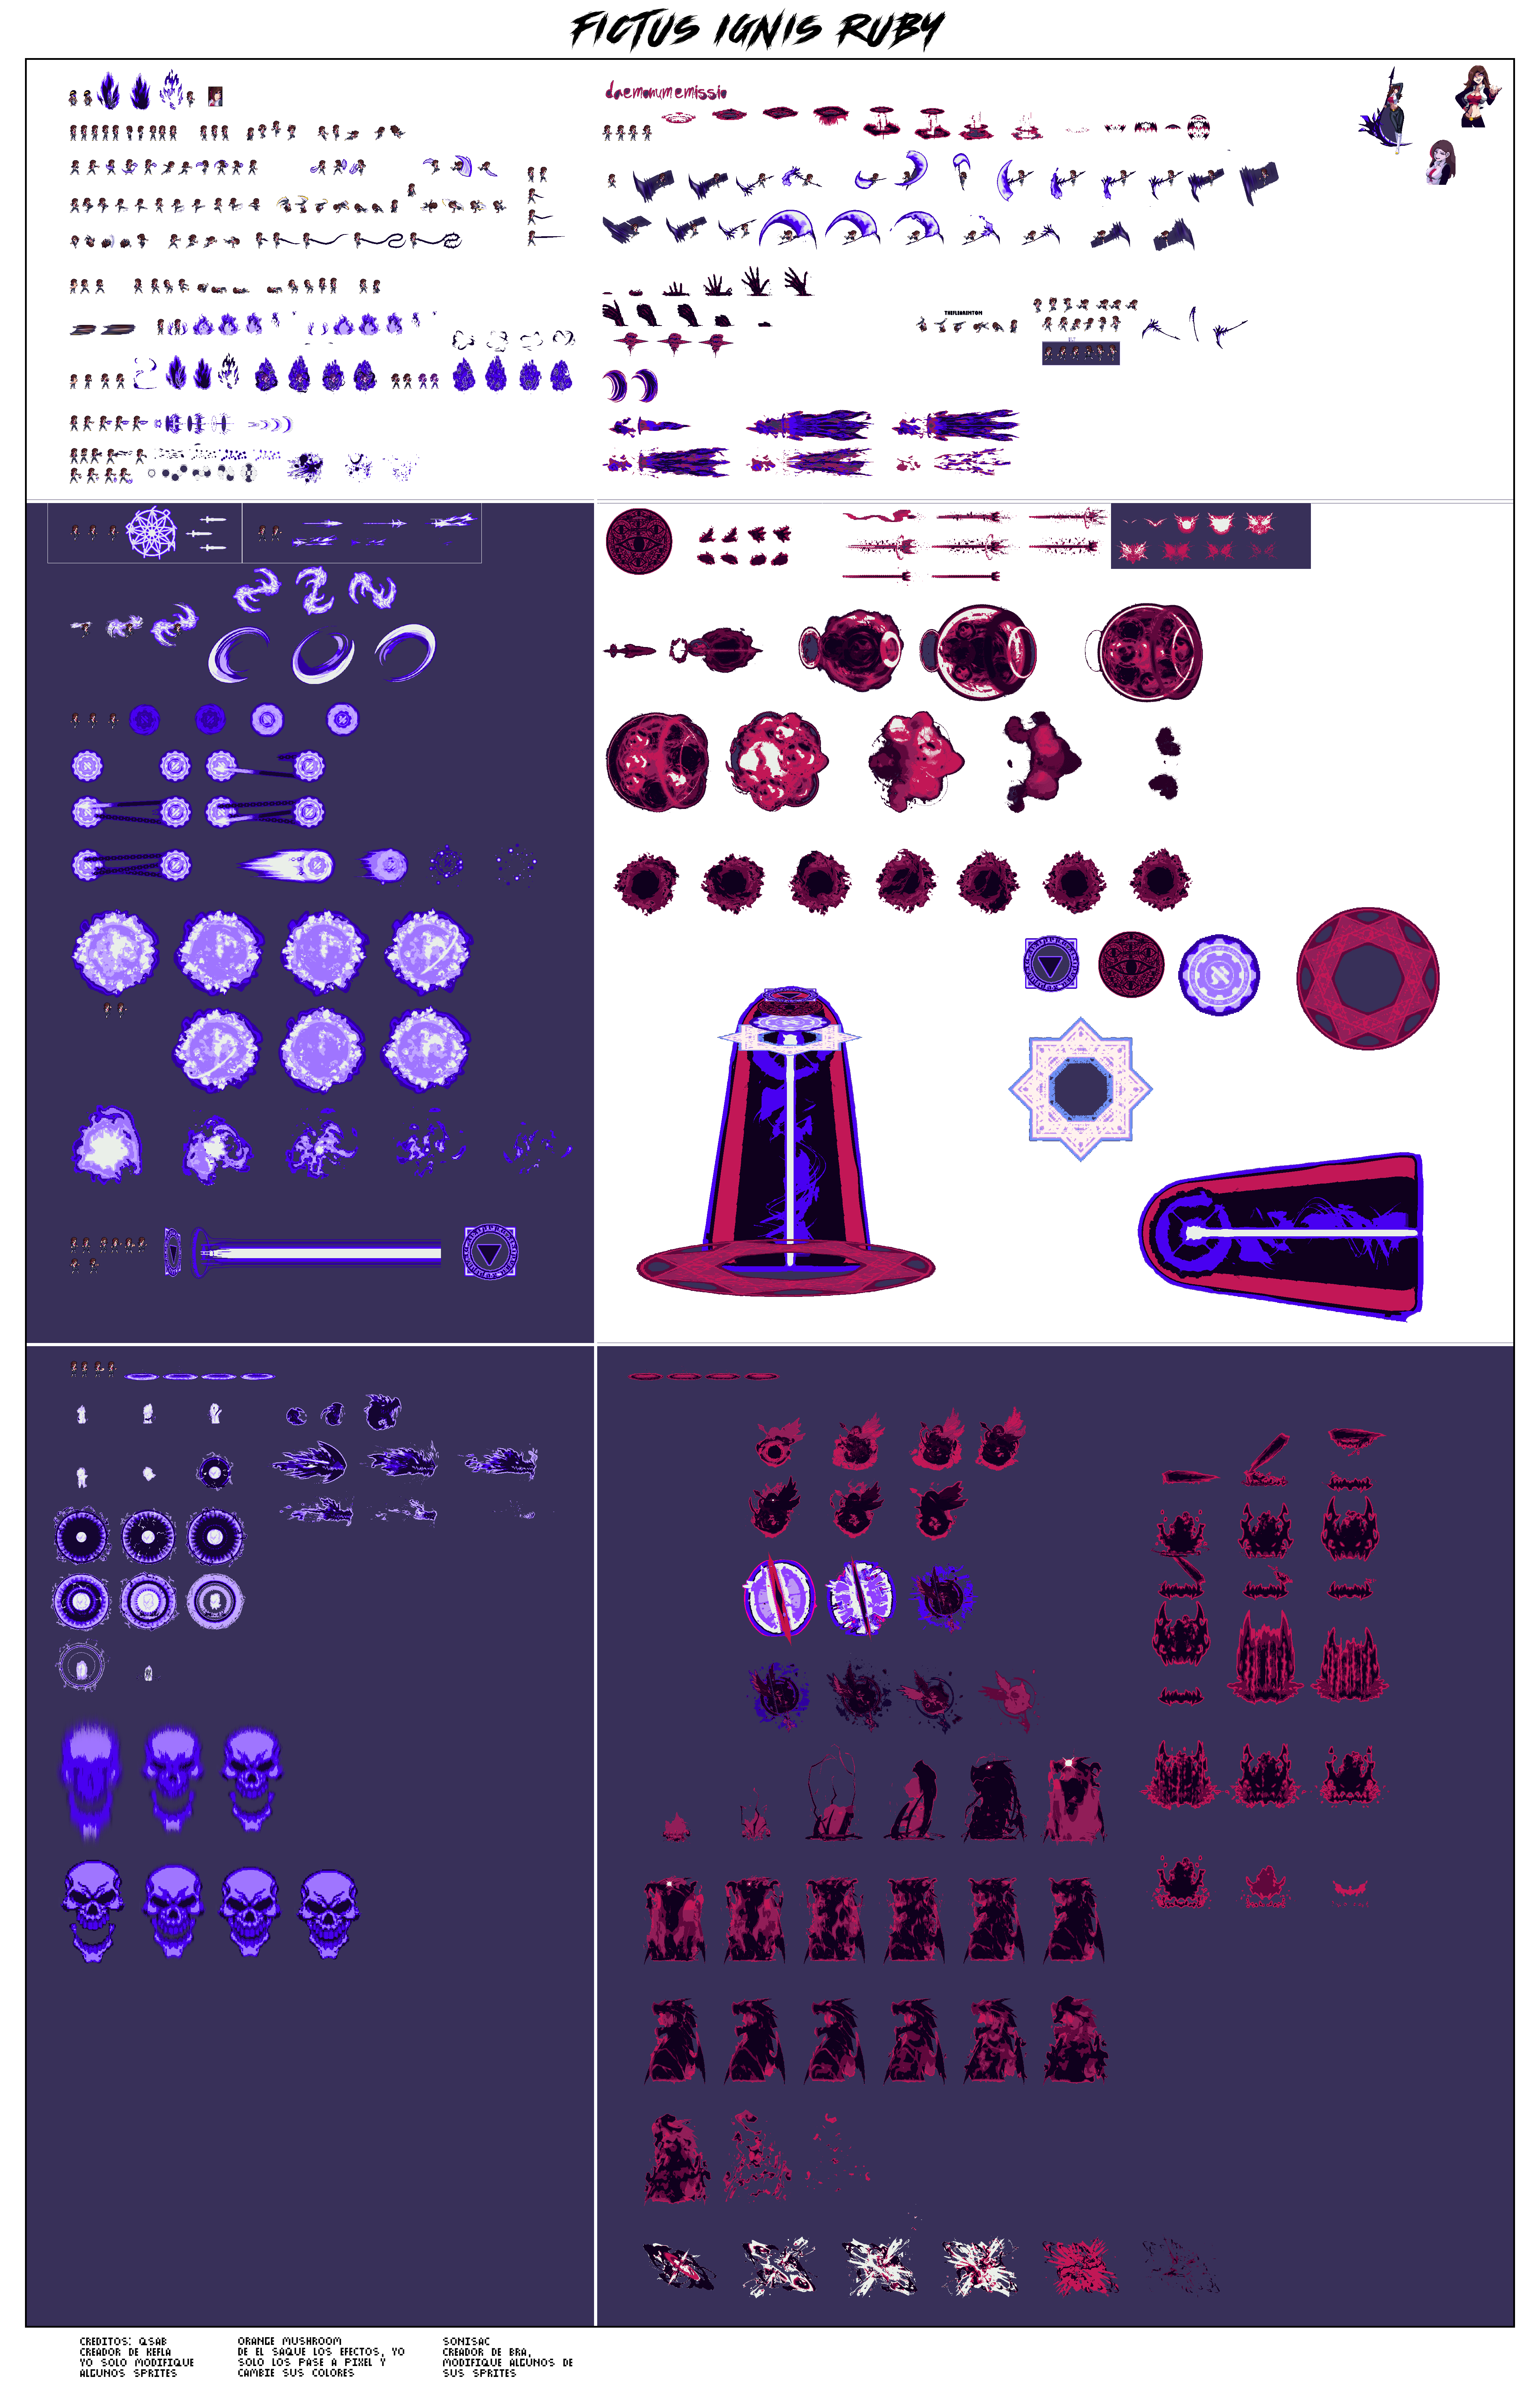 FICTUS IGNIS RUBY
daemonumemissio
THEFLEARENTOM
CREDITOS: QSAB
CREADOR DE KEFLA
YO SOLO MODIFIQUE
ALGUNOS SPRITES
ORANGE MUSHROOM
DE EL SAQUE LOS EFECTOS, YO
SOLO LOS PASE A PIXEL Y
CAMBIE SUS COLORES
SONISAC
CREADOR DE BRA,
MODIFIQUE ALGUNOS DE
SUS SPRITES